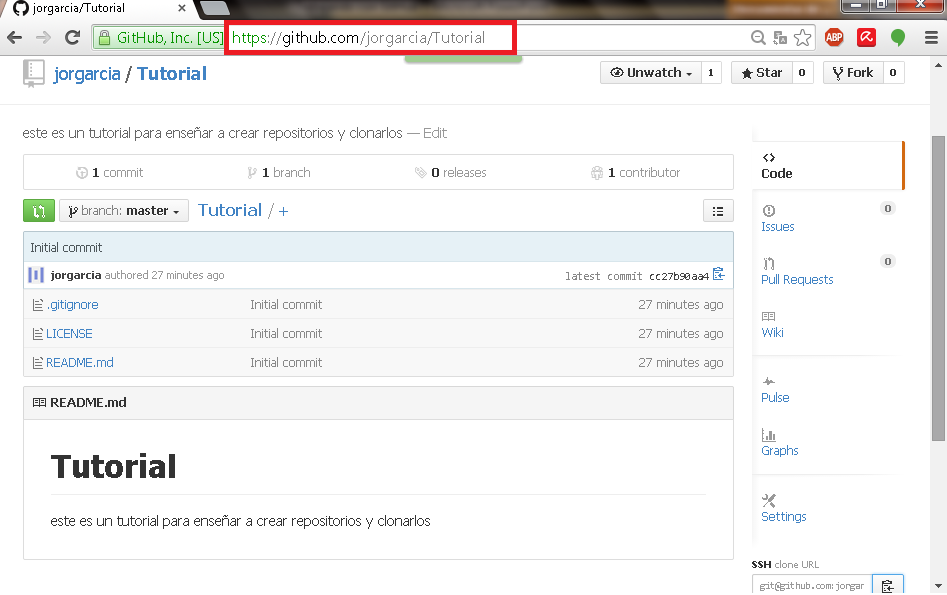 jorgarcia/Tutorial
GitHub, Inc. [US] https://github.com/jorgarcia/Tutorial
ABP
jorgarcia / Tutorial
Unwatch 1 Star 0 Fork 0
este es un tutorial para enseñar a crear repositorios y clonarlos — Edit
1 commit 1 branch 0 releases 1 contributor
branch: master Tutorial / +
Initial commit
jorgarcia authored 27 minutes ago latest commit cc27b90aa4
.gitignore Initial commit 27 minutes ago
LICENSE Initial commit 27 minutes ago
README.md Initial commit 27 minutes ago
README.md
Tutorial
este es un tutorial para enseñar a crear repositorios y clonarlos
Code
Issues 0
Pull Requests 0
Wiki
Pulse
Graphs
Settings
SSH clone URL
git@github.com:jorgar